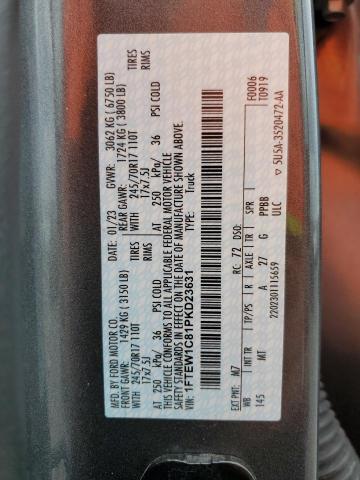 MFD. BY FORD MOTOR CO.
DATE: 01/23 GVWR: 3062 KG ( 6750 LB)
FRONT GAWR: 1429 KG ( 3150 LB) REAR GAWR: 1724 KG ( 3800 LB)
245/70R17 110T TIRES 245/70R17 110T TIRES
17x7.5J RIMS 17x7.5J RIMS
AT 250 kPa/ 36 PSI COLD AT 250 kPa/ 36 PSI COLD
THIS VEHICLE CONFORMS TO ALL APPLICABLE FEDERAL MOTOR VEHICLE
SAFETY STANDARDS IN EFFECT ON THE DATE OF MANUFACTURE SHOWN ABOVE.
VIN: 1FTEW1C81PKD23631 TYPE: Truck
F0006
T0919
EXT PNT: M7 RC: 72 DSO:
WB INT TR TP/PS R AXLE TR SPR
145 MT A 27 G PPBB
2202301115659 ULC
▽ 5U5A-3520472-AA